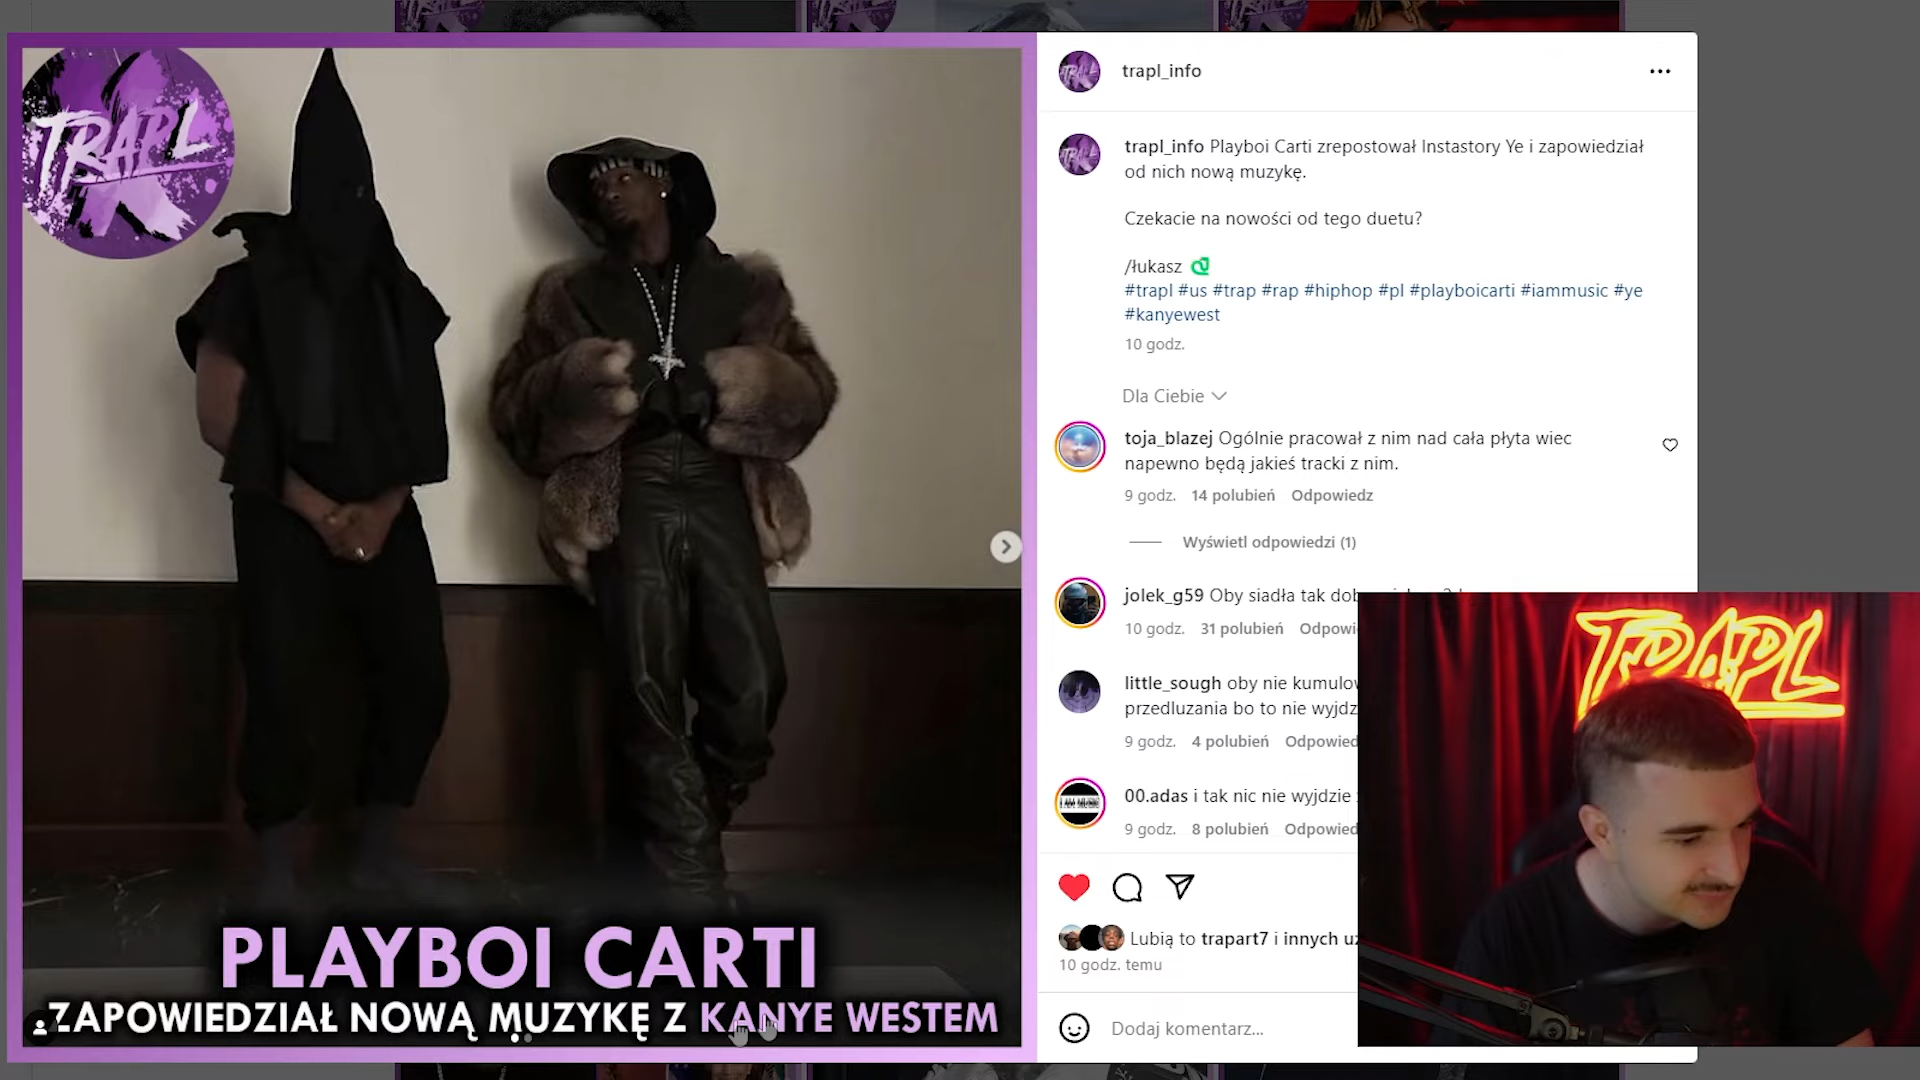 TRAPL
PLAYBOI CARTI
ZAPOWIEDZIAŁ NOWĄ MUZYKĘ Z KANYE WESTEM
trapl_info
trapl_info Playboi Carti zrepostował Instastory Ye i zapowiedział
od nich nową muzykę.
Czekacie na nowości od tego duetu?
/łukasz
#trapl #us #trap #rap #hiphop #pl #playboicarti #iammusic #ye
#kanyewest
10 godz.
Dla Ciebie
toja_blazej Ogólnie pracował z nim nad cała płyta wiec
napewno będą jakieś tracki z nim.
9 godz. 14 polubień Odpowiedz
Wyświetl odpowiedzi (1)
jolek_g59 Oby siadła tak
10 godz. 31 polubień
little_sough oby nie
przedluzania bo to nie
9 godz. 4 polubień
00.adas i tak nic nie wyjdzie
9 godz. 8 polubień
Lubią to trapart7 i innych
10 godz. temu
Dodaj komentarz...
TRAPL